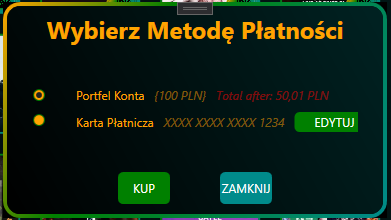 Wybierz Metodę Płatności
Portfel Konta {100 PLN} Total after: 50,01 PLN
Karta Płatnicza XXXX XXXX XXXX 1234 EDYTUJ
KUP ZAMKNIJ